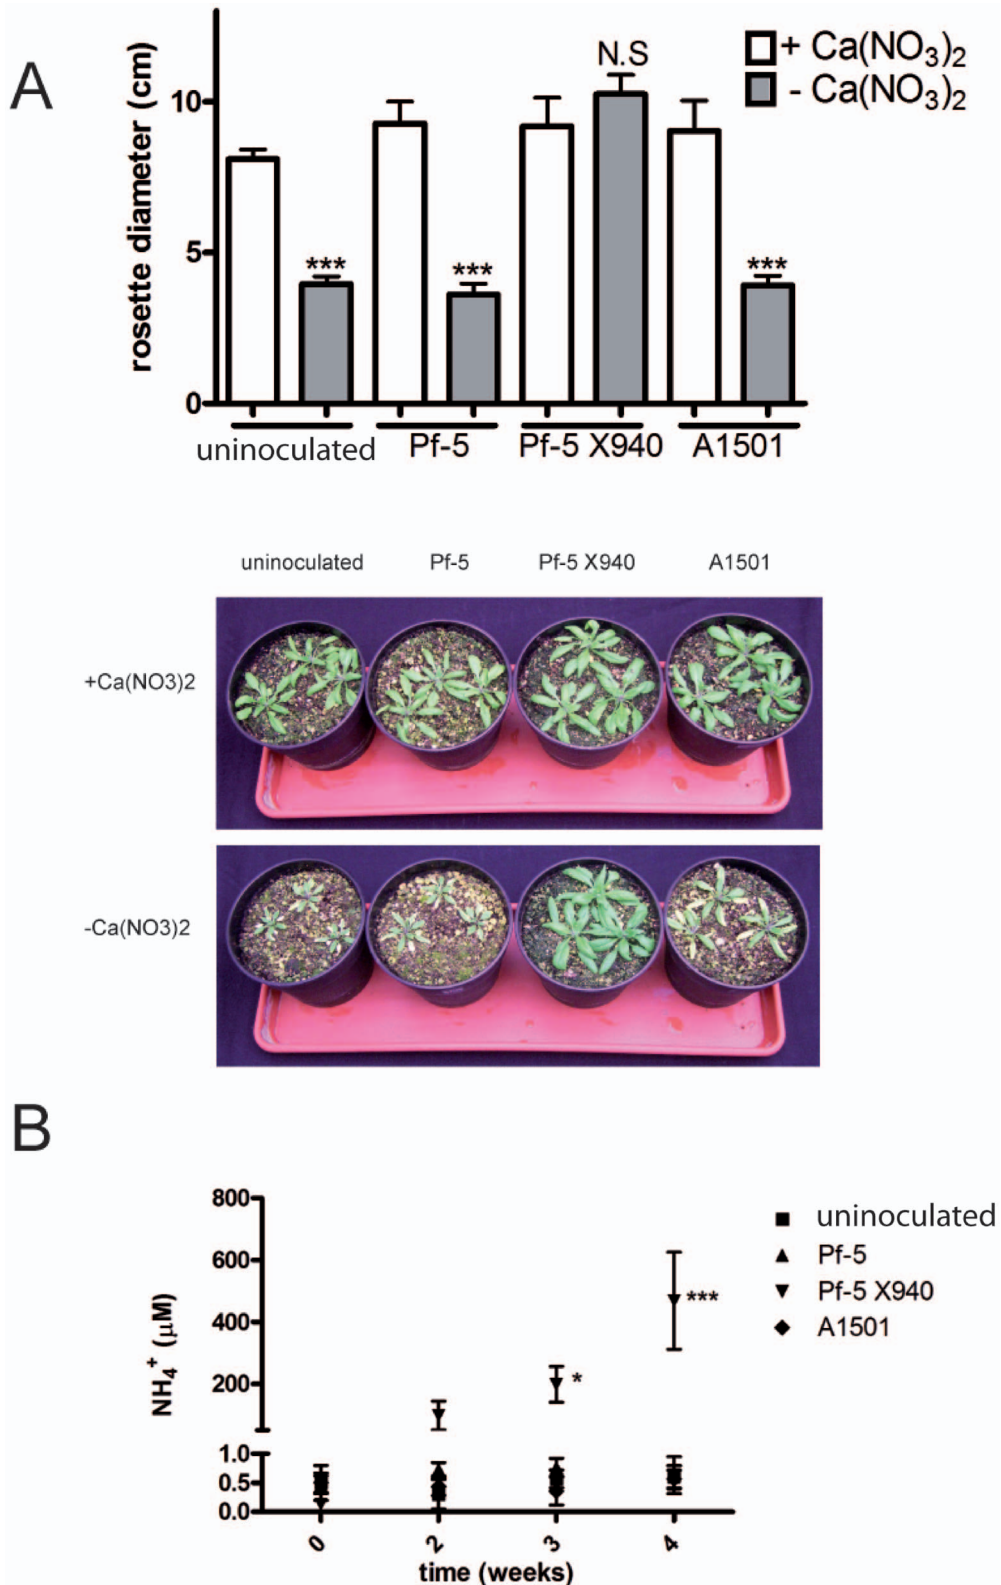 A
rosette diameter (cm)
10
5
0
N.S
***
***
***
+ Ca(NO₃)₂
- Ca(NO₃)₂
uninoculated Pf-5 Pf-5 X940 A1501
uninoculated Pf-5 Pf-5 X940 A1501
+Ca(NO3)2
-Ca(NO3)2
B
NH₄⁺ (µM)
800
600
400
200
1.0
0.5
0.0
*
***
0 2 3 4
time (weeks)
uninoculated
Pf-5
Pf-5 X940
A1501